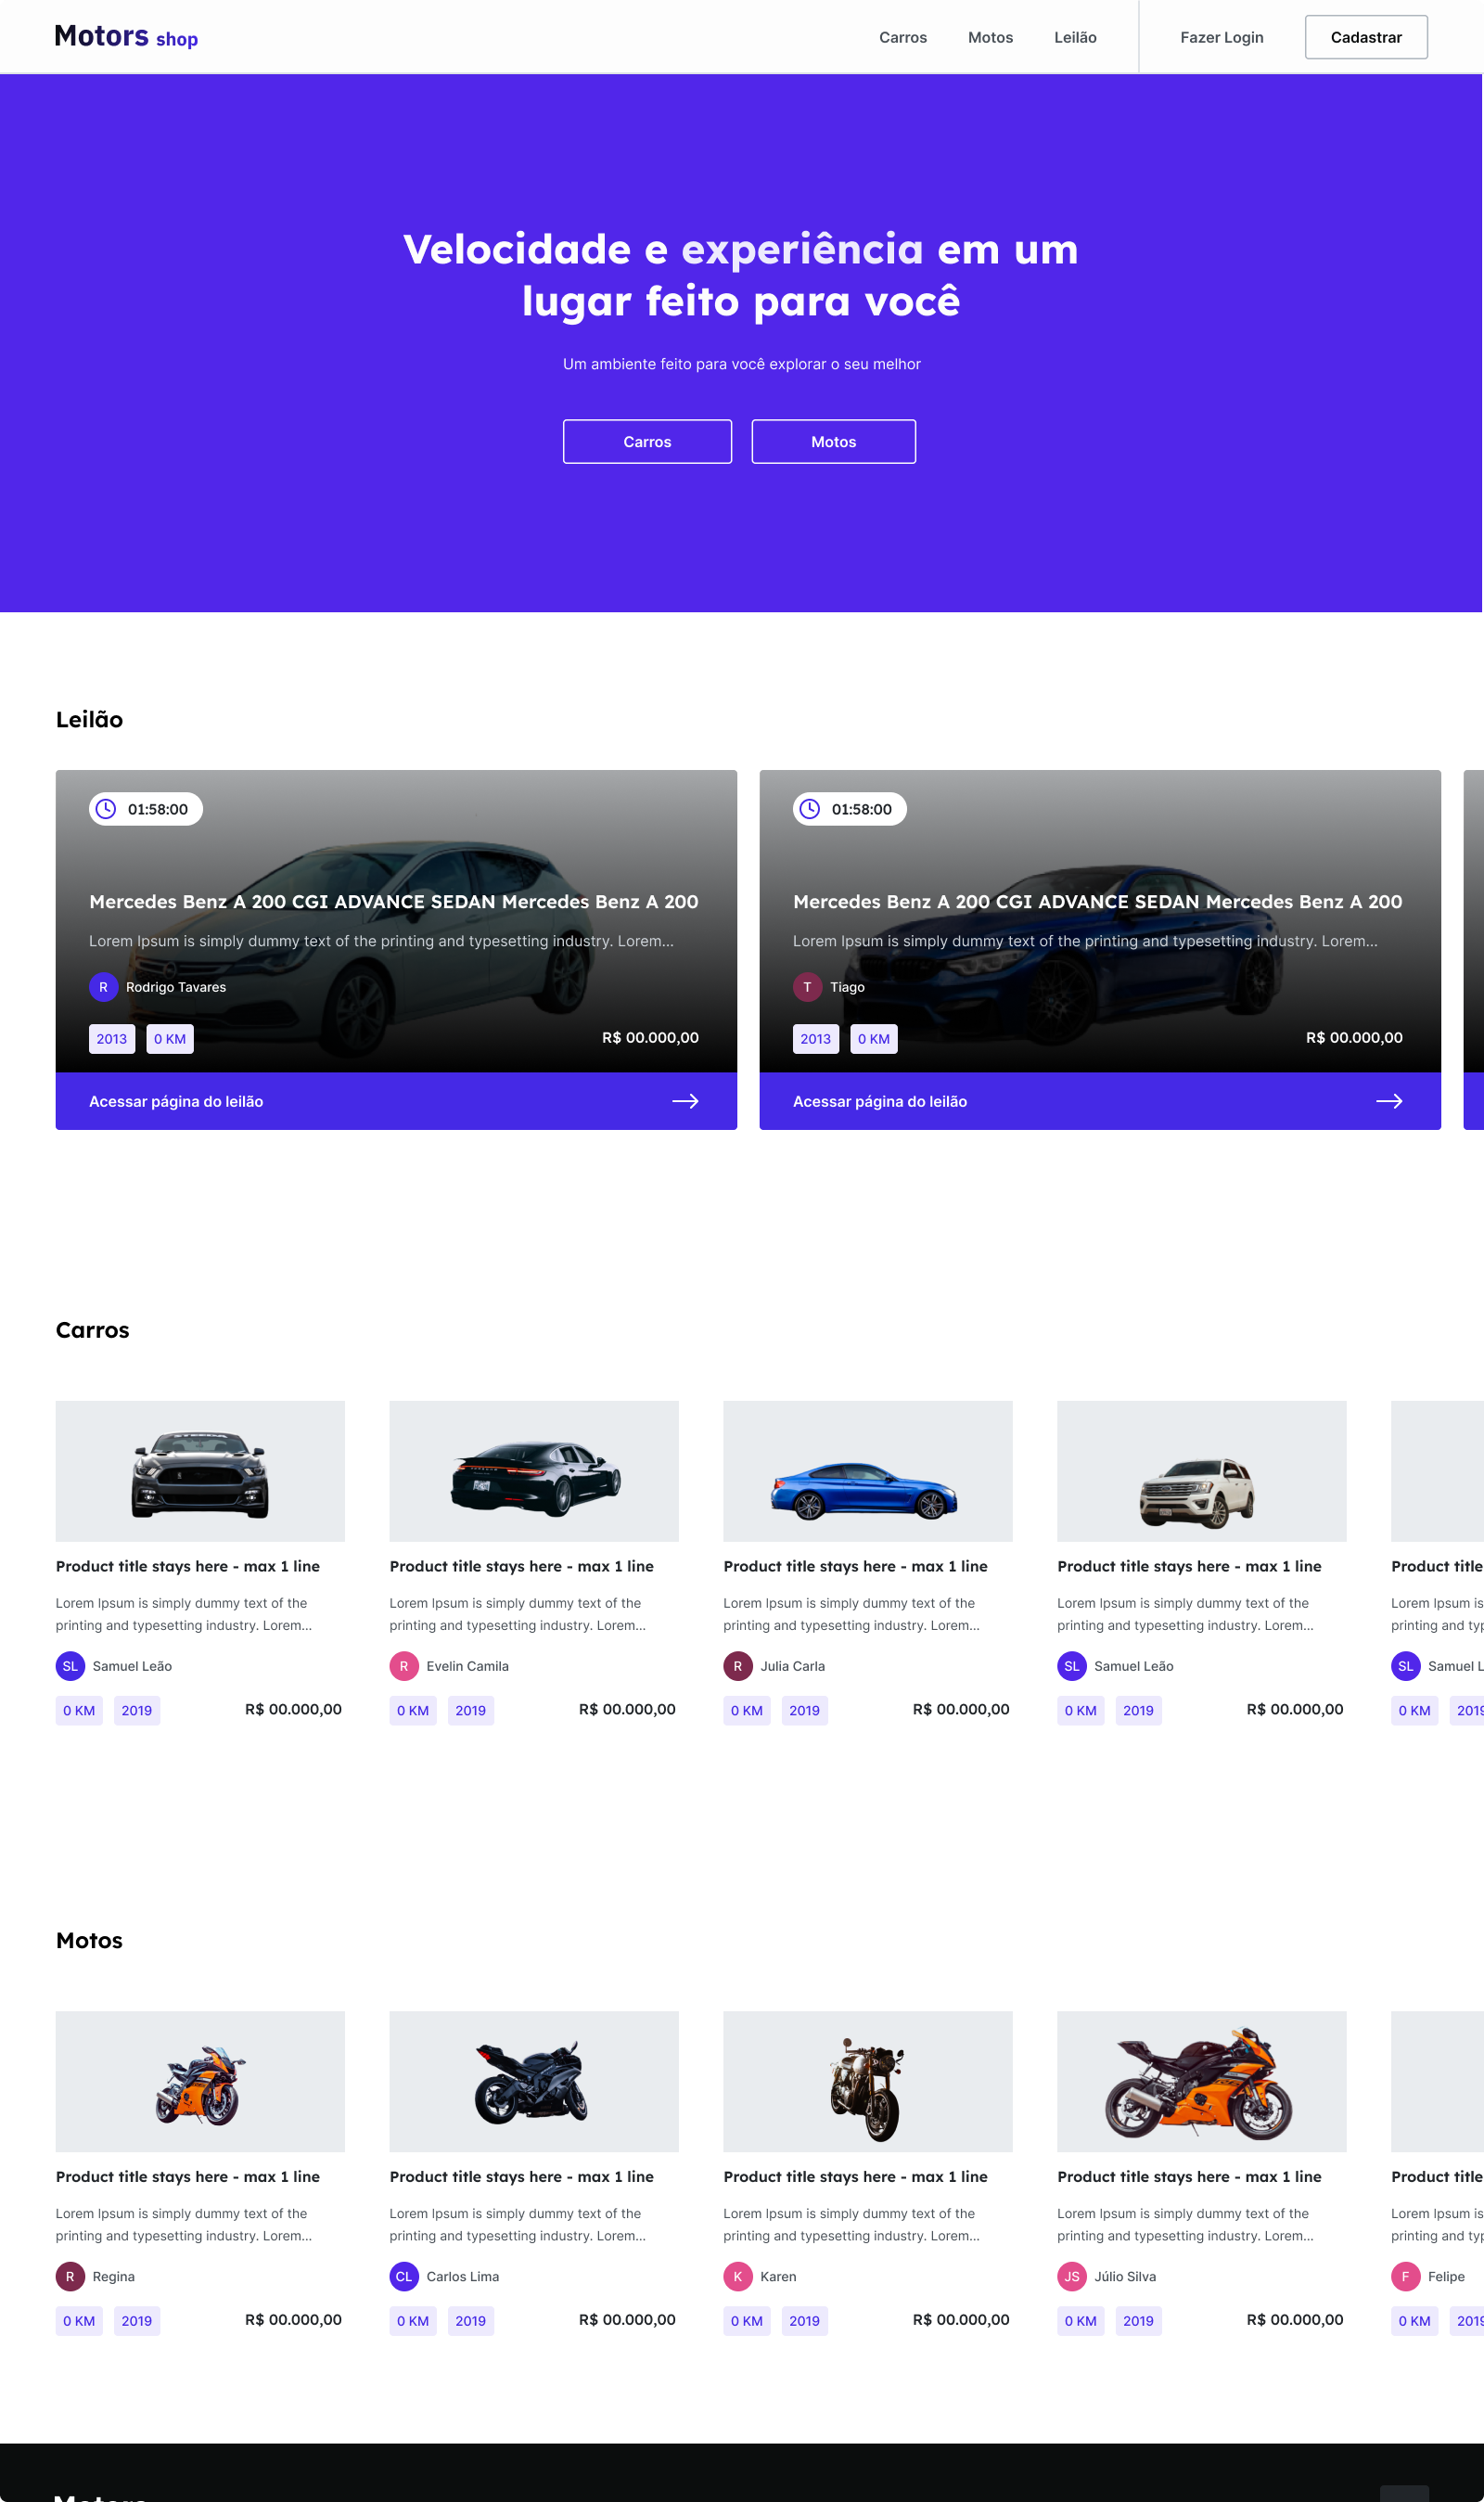 Motors shop
Carros Motos Leilão Fazer Login Cadastrar
Velocidade e experiência em um
lugar feito para você
Um ambiente feito para você explorar o seu melhor
Carros Motos
Leilão
01:58:00
Mercedes Benz A 200 CGI ADVANCE SEDAN Mercedes Benz A 200
Lorem Ipsum is simply dummy text of the printing and typesetting industry. Lorem...
R Rodrigo Tavares
2013 0 KM R$ 00.000,00
Acessar página do leilão
01:58:00
Mercedes Benz A 200 CGI ADVANCE SEDAN Mercedes Benz A 200
Lorem Ipsum is simply dummy text of the printing and typesetting industry. Lorem...
T Tiago
2013 0 KM R$ 00.000,00
Acessar página do leilão
Carros
STEEDA
Product title stays here - max 1 line
Lorem Ipsum is simply dummy text of the
printing and typesetting industry. Lorem...
SL Samuel Leão
0 KM 2019 R$ 00.000,00
Product title stays here - max 1 line
Lorem Ipsum is simply dummy text of the
printing and typesetting industry. Lorem...
R Evelin Camila
0 KM 2019 R$ 00.000,00
Product title stays here - max 1 line
Lorem Ipsum is simply dummy text of the
printing and typesetting industry. Lorem...
R Julia Carla
0 KM 2019 R$ 00.000,00
Product title stays here - max 1 line
Lorem Ipsum is simply dummy text of the
printing and typesetting industry. Lorem...
SL Samuel Leão
0 KM 2019 R$ 00.000,00
Product title
Lorem Ipsum is
printing and typ
SL Samuel L
0 KM 2019
Motos
Product title stays here - max 1 line
Lorem Ipsum is simply dummy text of the
printing and typesetting industry. Lorem...
R Regina
0 KM 2019 R$ 00.000,00
Product title stays here - max 1 line
Lorem Ipsum is simply dummy text of the
printing and typesetting industry. Lorem...
CL Carlos Lima
0 KM 2019 R$ 00.000,00
Product title stays here - max 1 line
Lorem Ipsum is simply dummy text of the
printing and typesetting industry. Lorem...
K Karen
0 KM 2019 R$ 00.000,00
Product title stays here - max 1 line
Lorem Ipsum is simply dummy text of the
printing and typesetting industry. Lorem...
JS Júlio Silva
0 KM 2019 R$ 00.000,00
Product title
Lorem Ipsum is
printing and typ
F Felipe
0 KM 2019